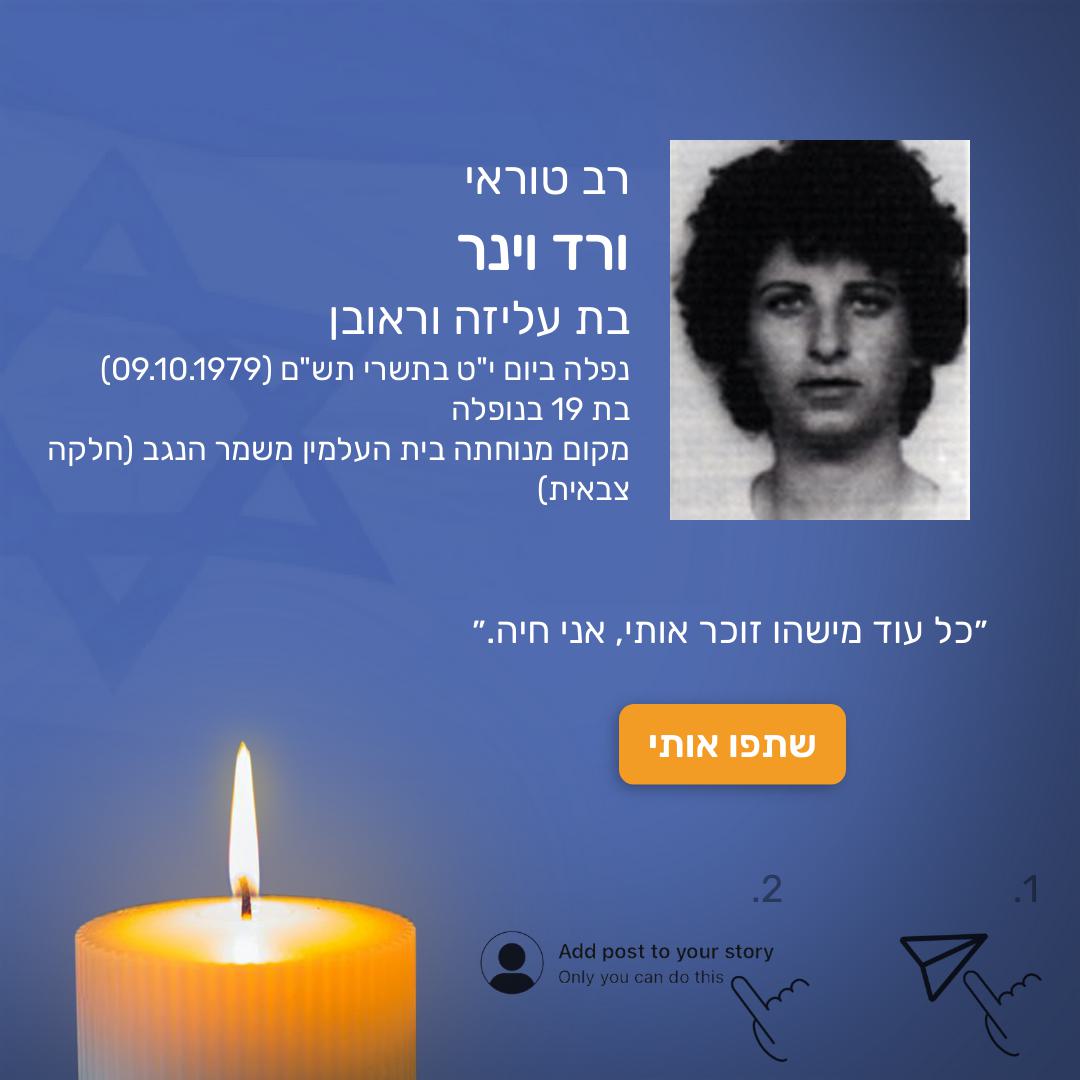 רב טוראי
ורד וינר
בת עליזה וראובן
נפלה ביום י"ט בתשרי תש"ם (09.10.1979)
בת 19 בנופלה
מקום מנוחתה בית העלמין משמר הנגב (חלקה
צבאית)
״כל עוד מישהו זוכר אותי, אני חיה.״
שתפו אותי
1.
2.
Add post to your story
Only you can do this